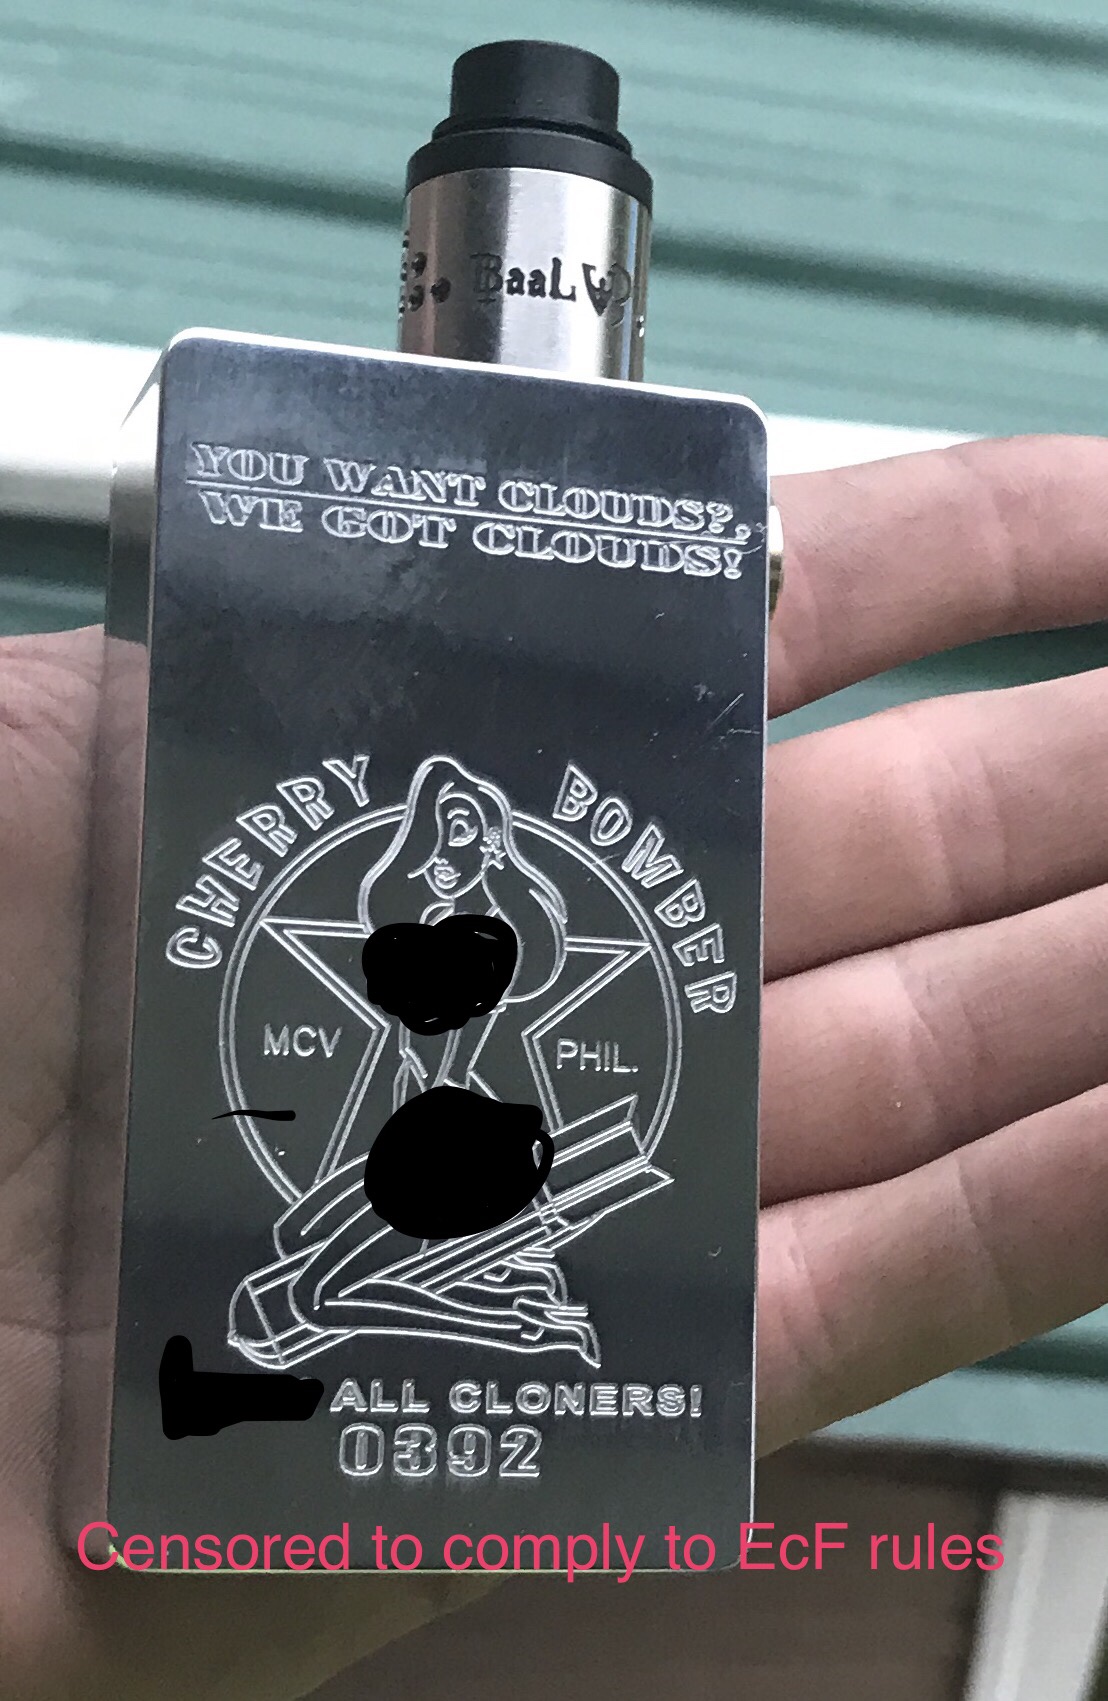 BaaL
YOU WANT CLOUDS?,
WE GOT CLOUDS!
CHERRY BOMBER
MCV PHIL.
ALL CLONERS!
0392
Censored to comply to EcF rules